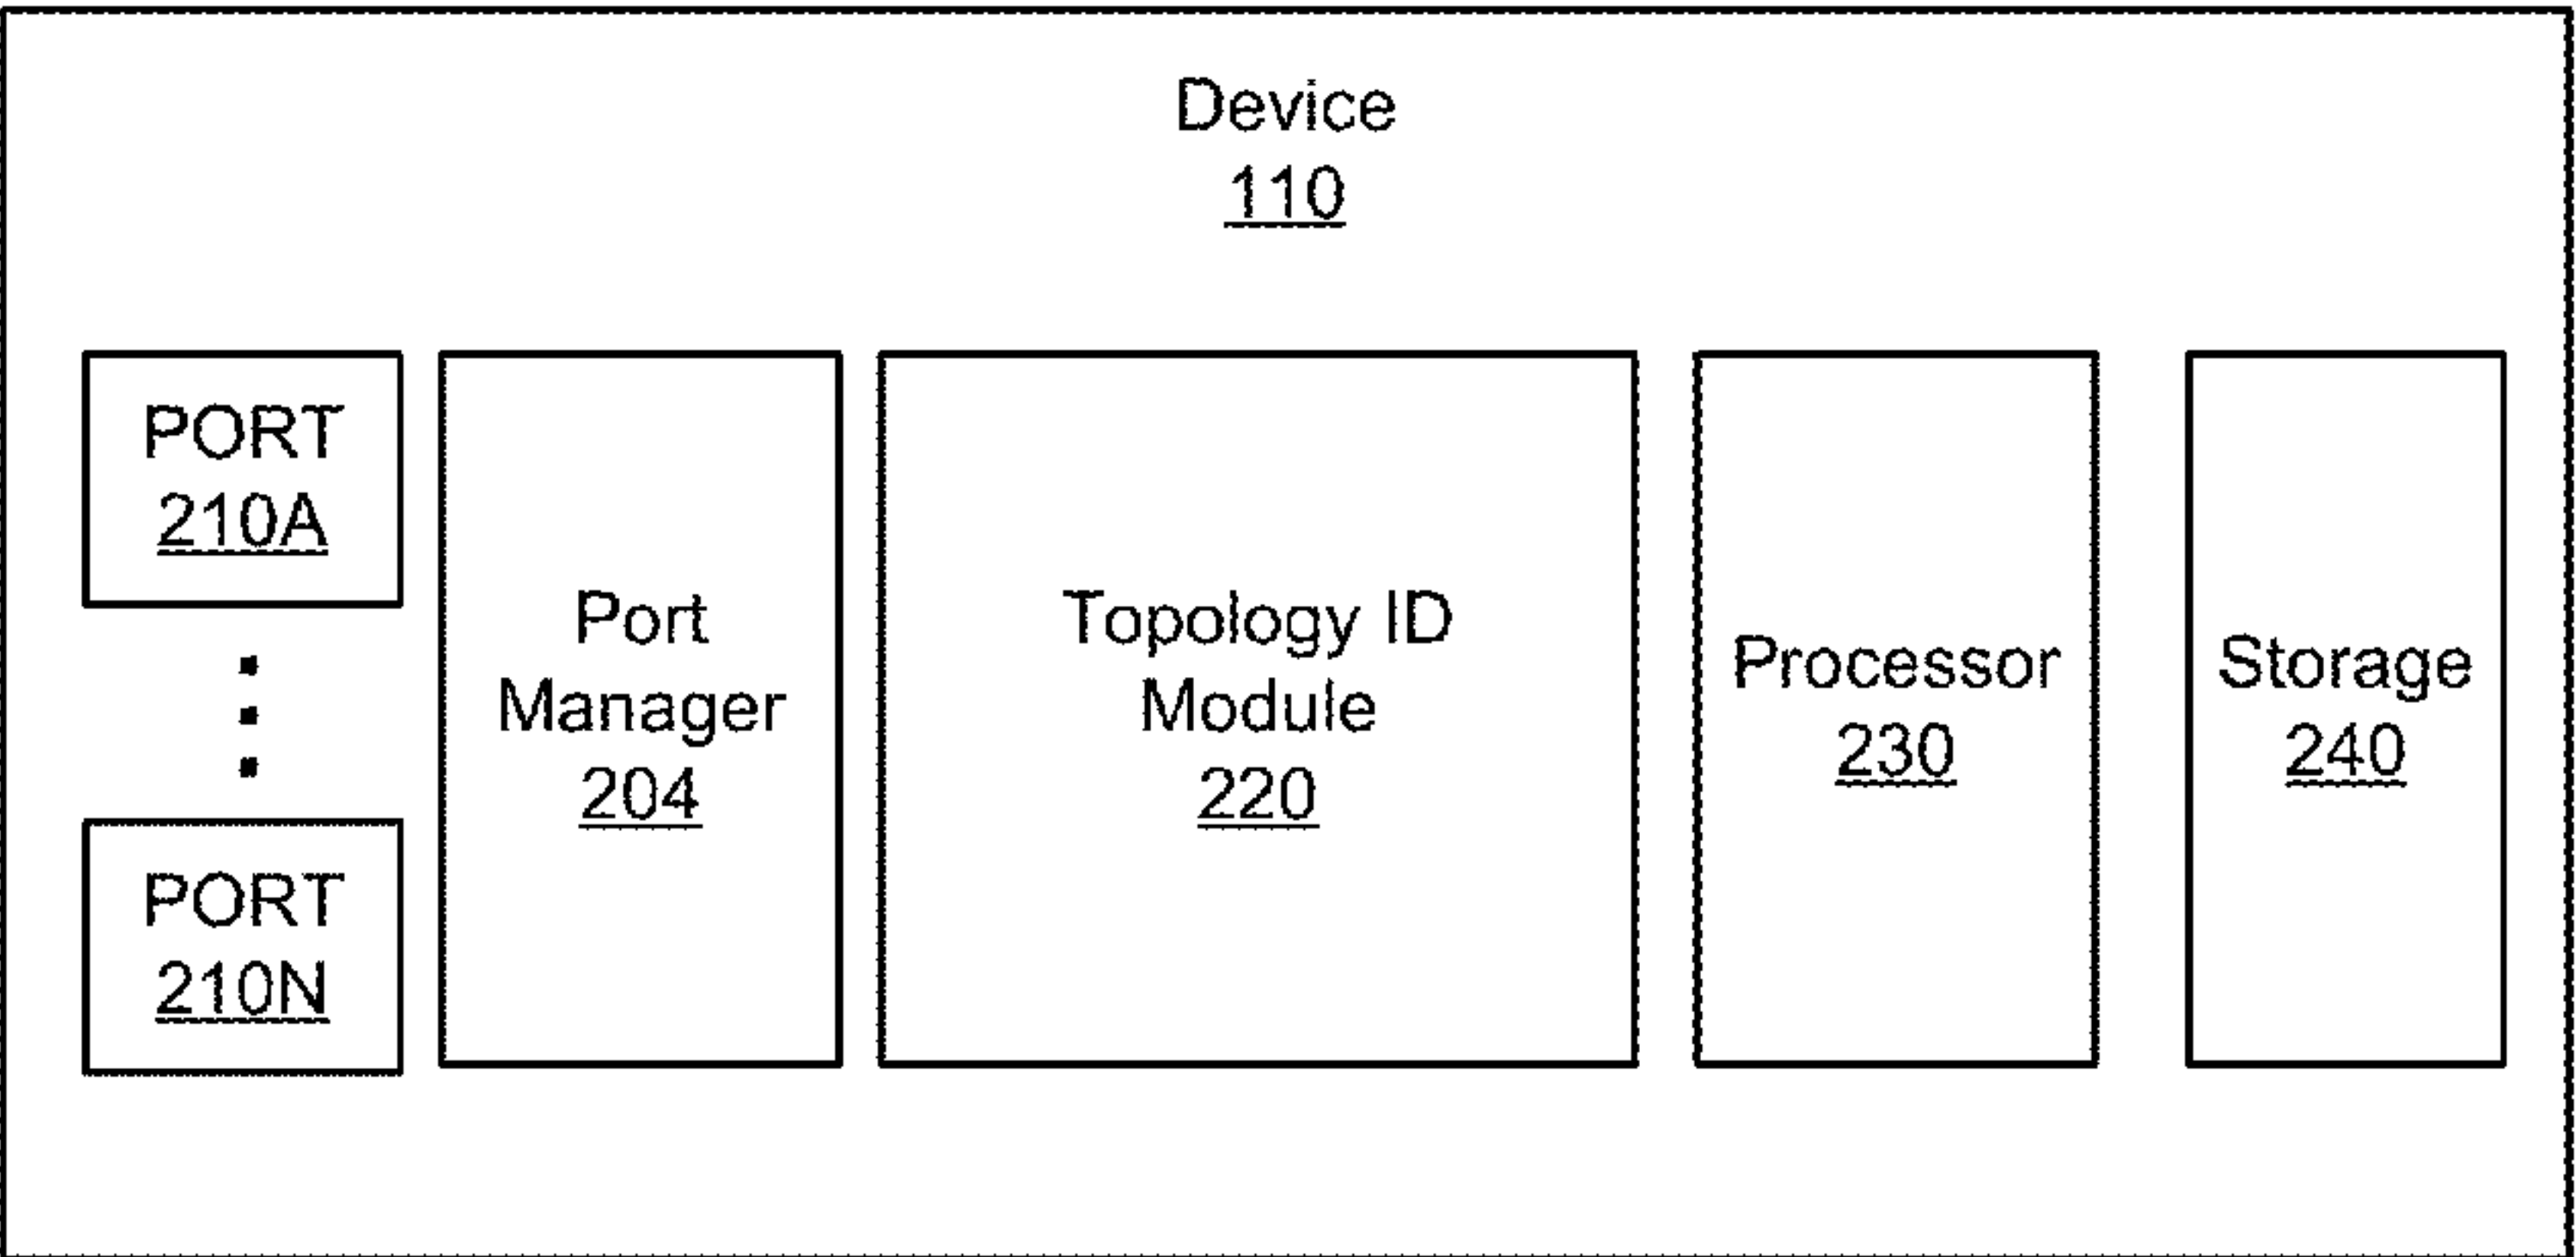 Device
110
PORT
210A
PORT
210N
Port
Manager
204
Topology ID
Module
220
Processor
230
Storage
240